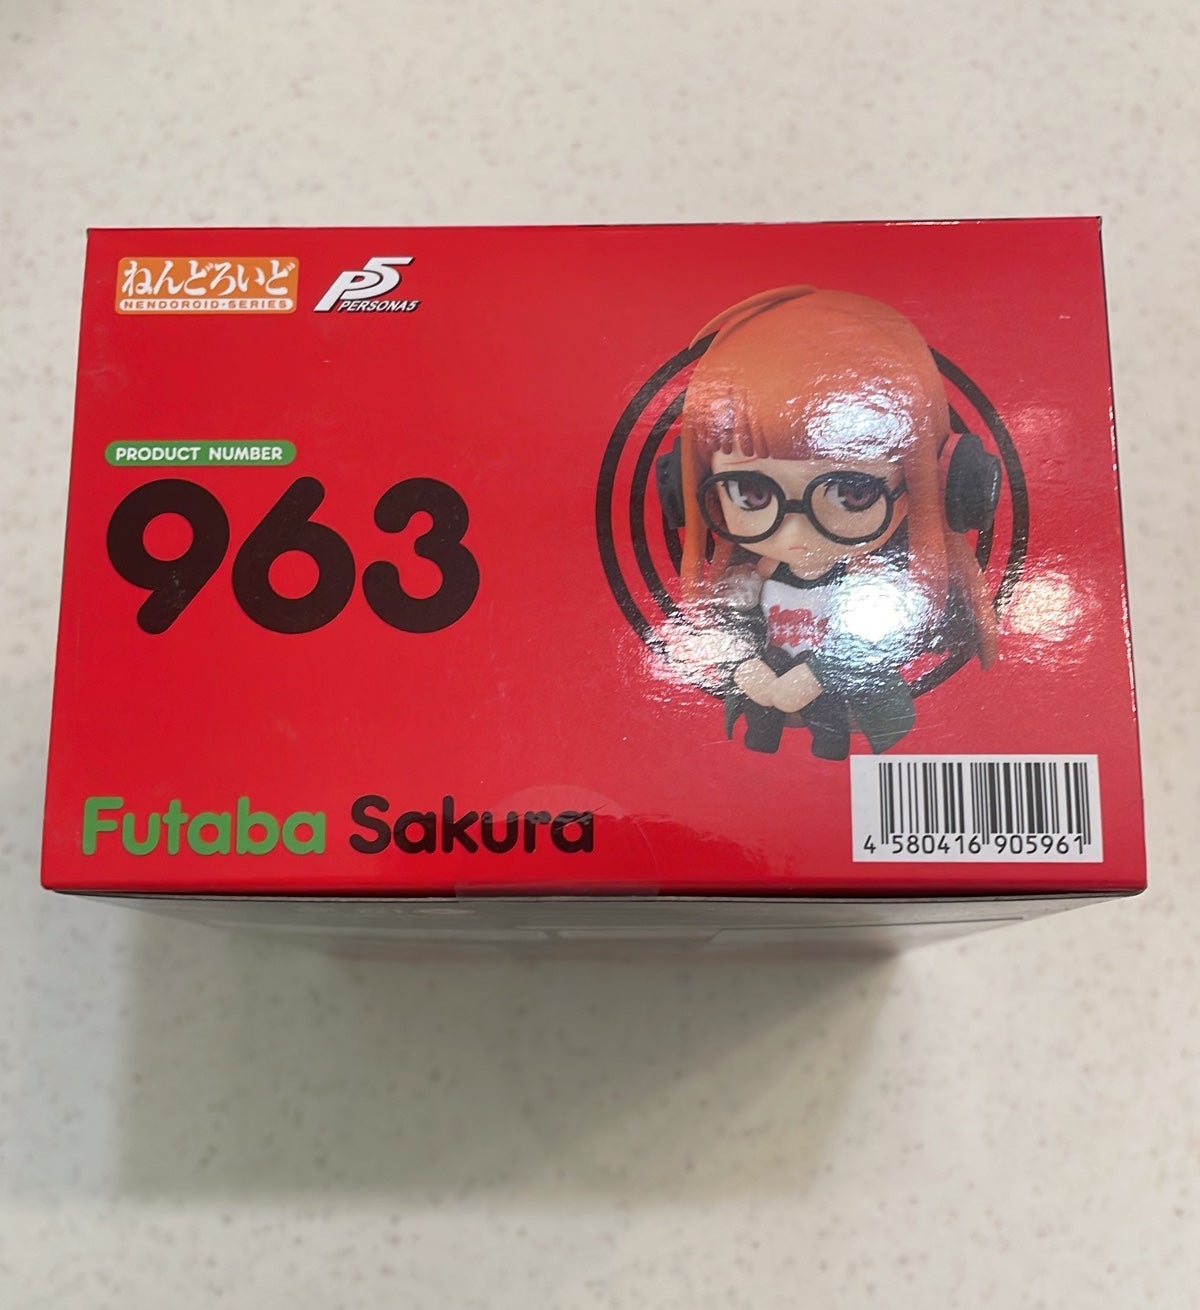 ねんどろいど
NENDOROID·SERIES
P5
PERSONA5
PRODUCT NUMBER
963
Futaba Sakura
4 580416 905961